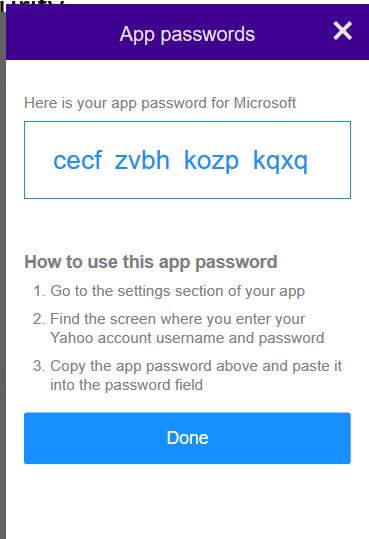 App passwords
Here is your app password for Microsoft
cecf zvbh kozp kqxq
How to use this app password
1. Go to the settings section of your app
2. Find the screen where you enter your
Yahoo account username and password
3. Copy the app password above and paste it
into the password field
Done